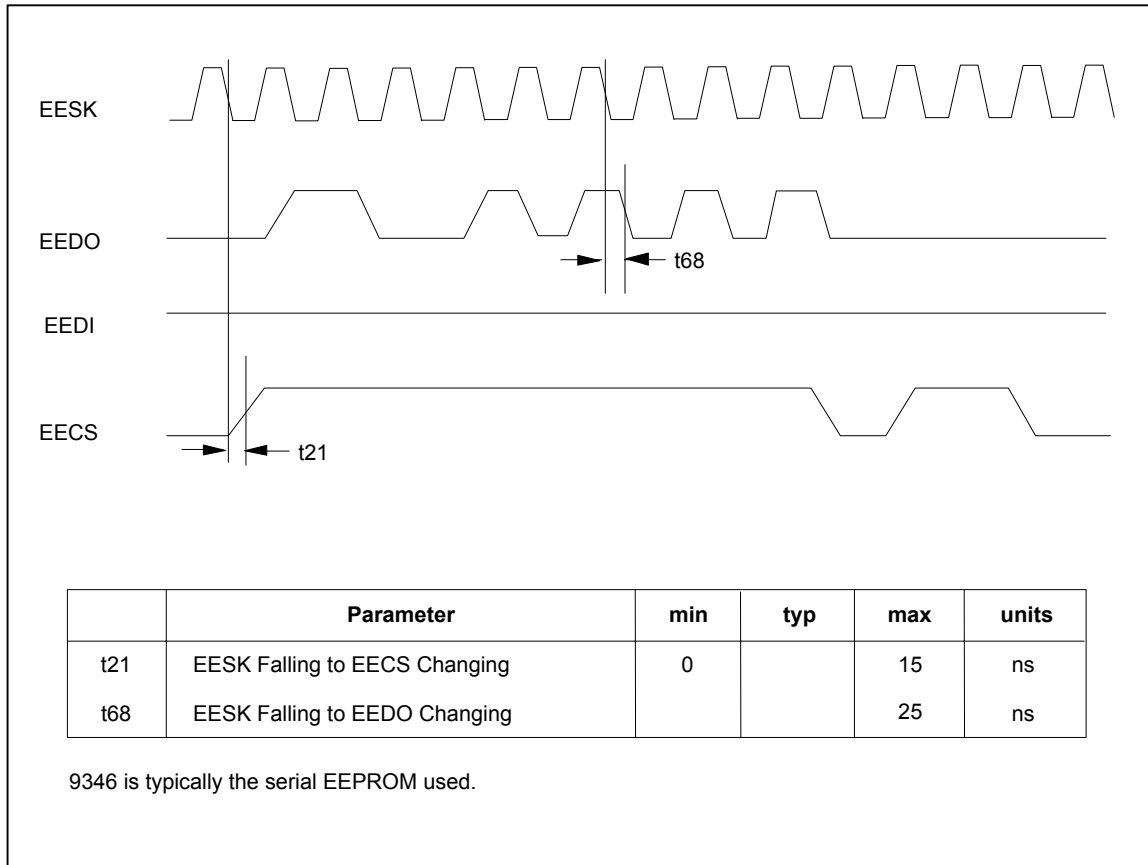 EESK
EEDO
t68
EEDI
EECS
t21
Parameter min typ max units
t21 EESK Falling to EECS Changing 0 15 ns
t68 EESK Falling to EEDO Changing 25 ns
9346 is typically the serial EEPROM used.